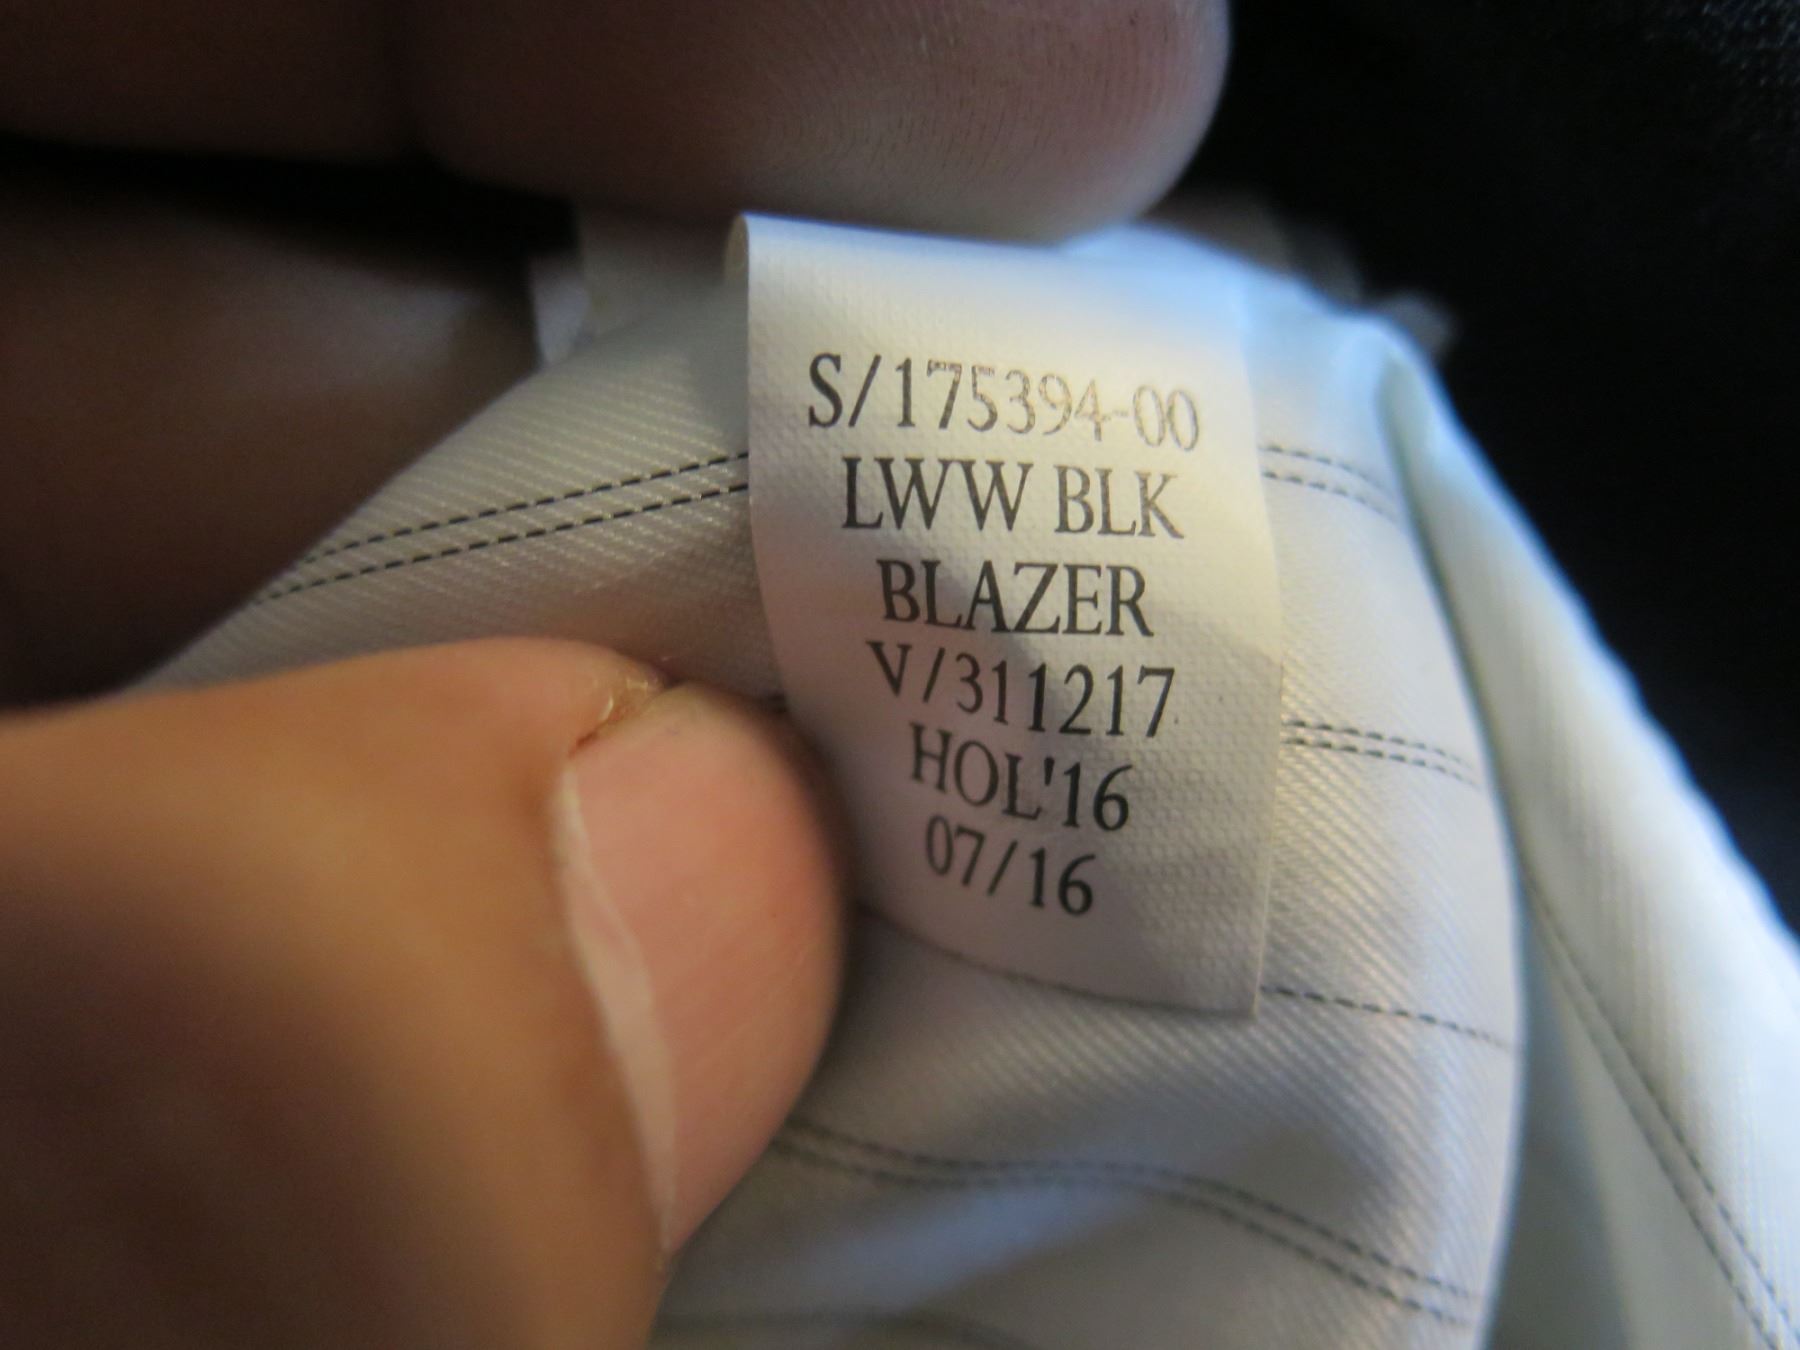 S/175394-00
LWW BLK
BLAZER
V/311217
HOL'16
07/16